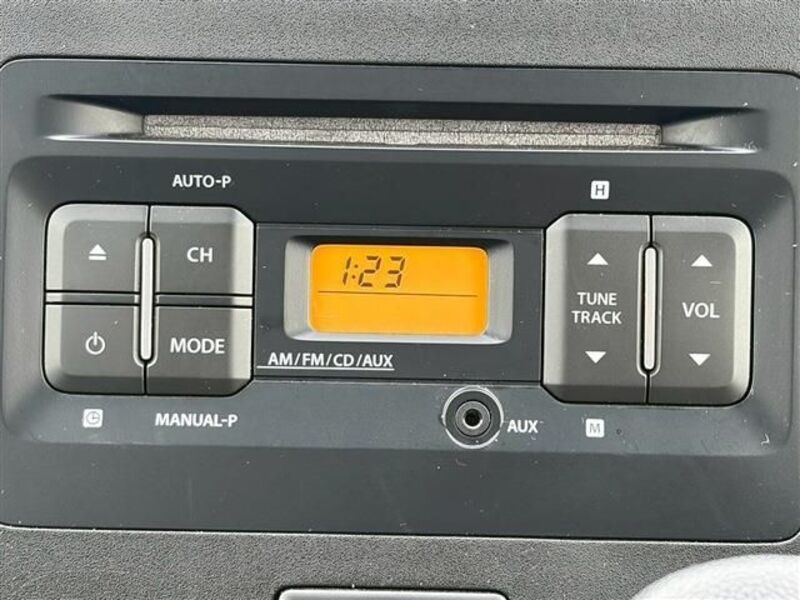 AUTO-P
H
CH
1:23
TUNE
TRACK
VOL
MODE
AM/FM/CD/AUX
MANUAL-P
AUX
M